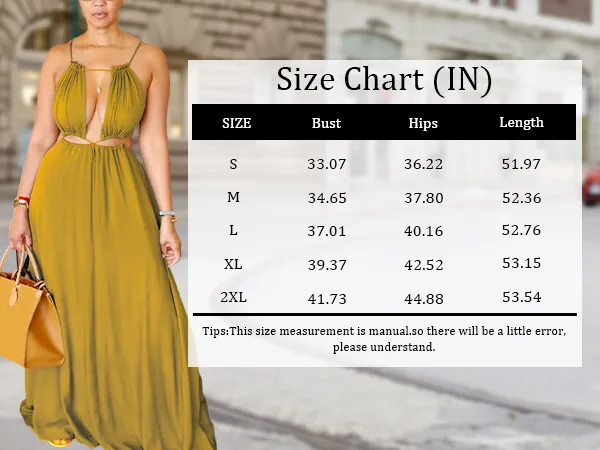 Size Chart (IN)
SIZE Bust Hips Length
S 33.07 36.22 51.97
M 34.65 37.80 52.36
L 37.01 40.16 52.76
XL 39.37 42.52 53.15
2XL 41.73 44.88 53.54
Tips:This size measurement is manual.so there will be a little error,
please understand.